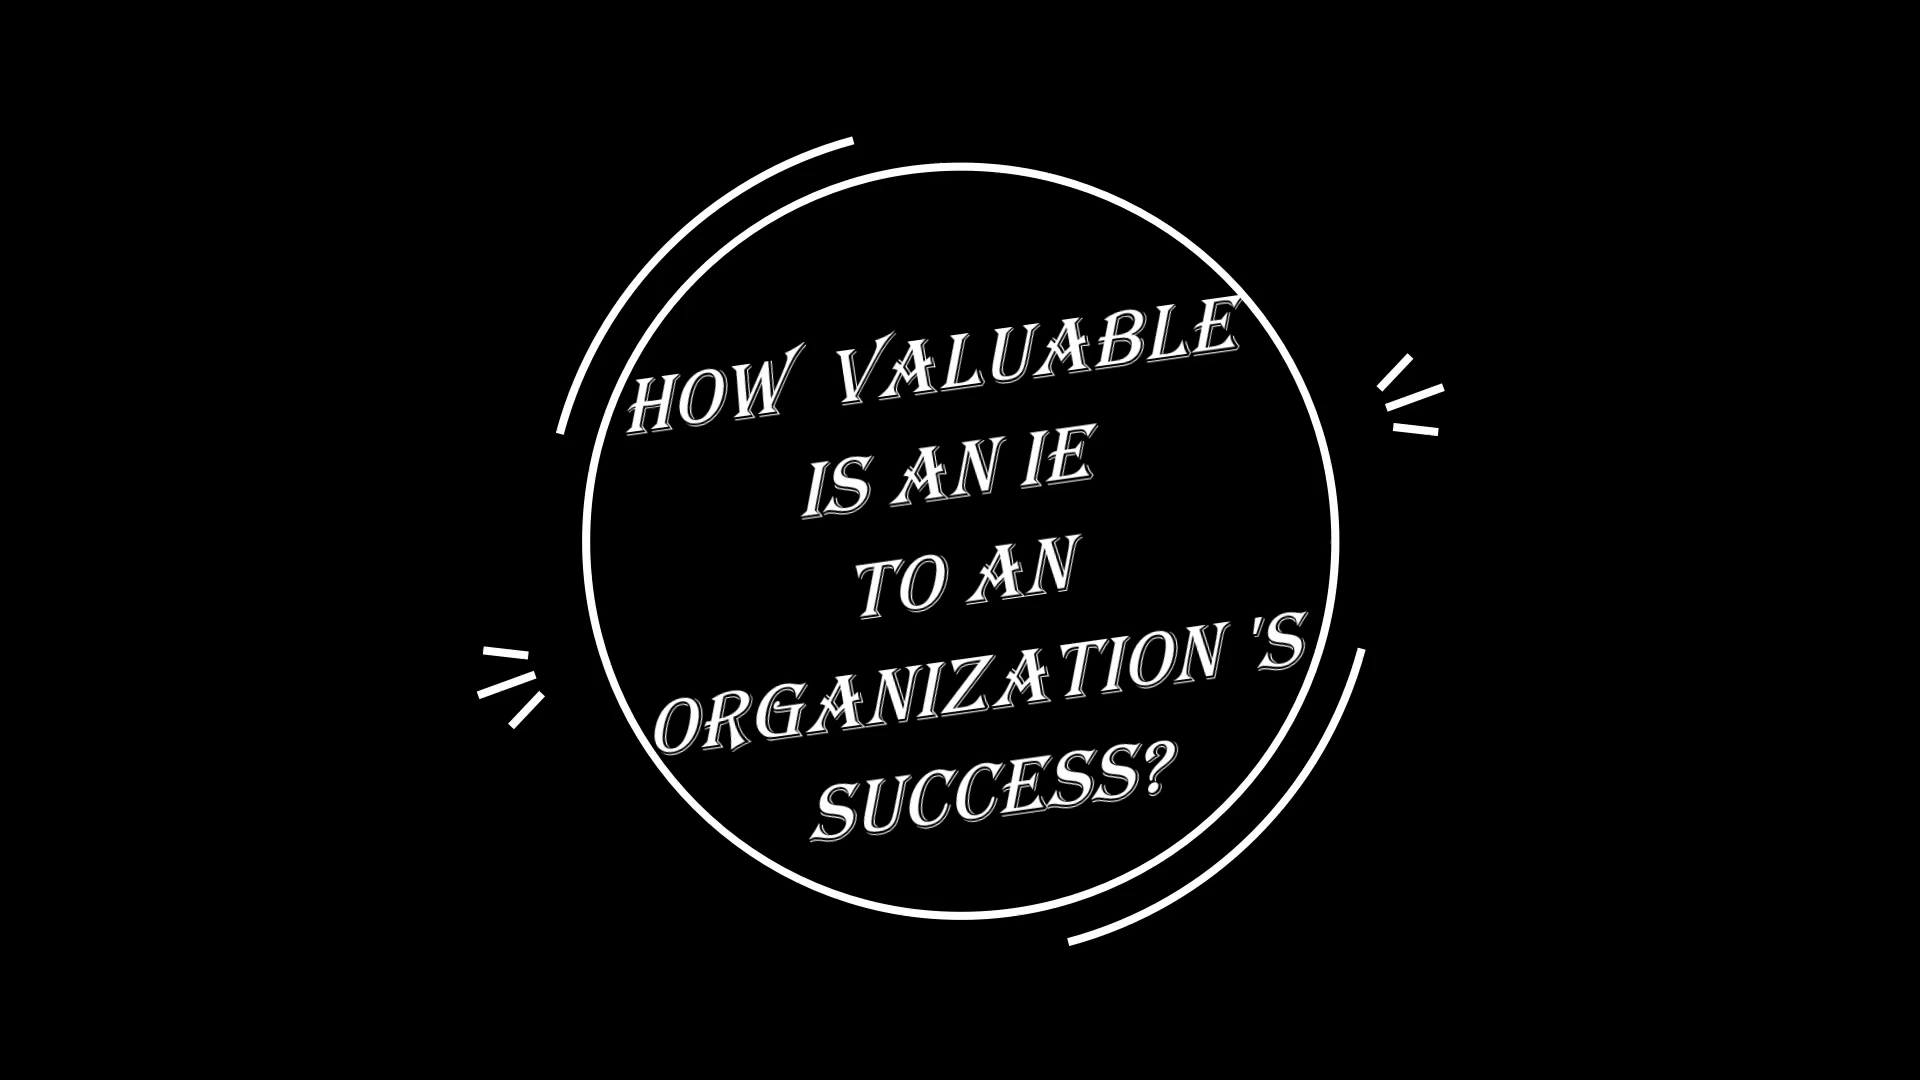 HOW VALUABLE
IS AN IE
TO AN
ORGANIZATION 'S
SUCCESS?